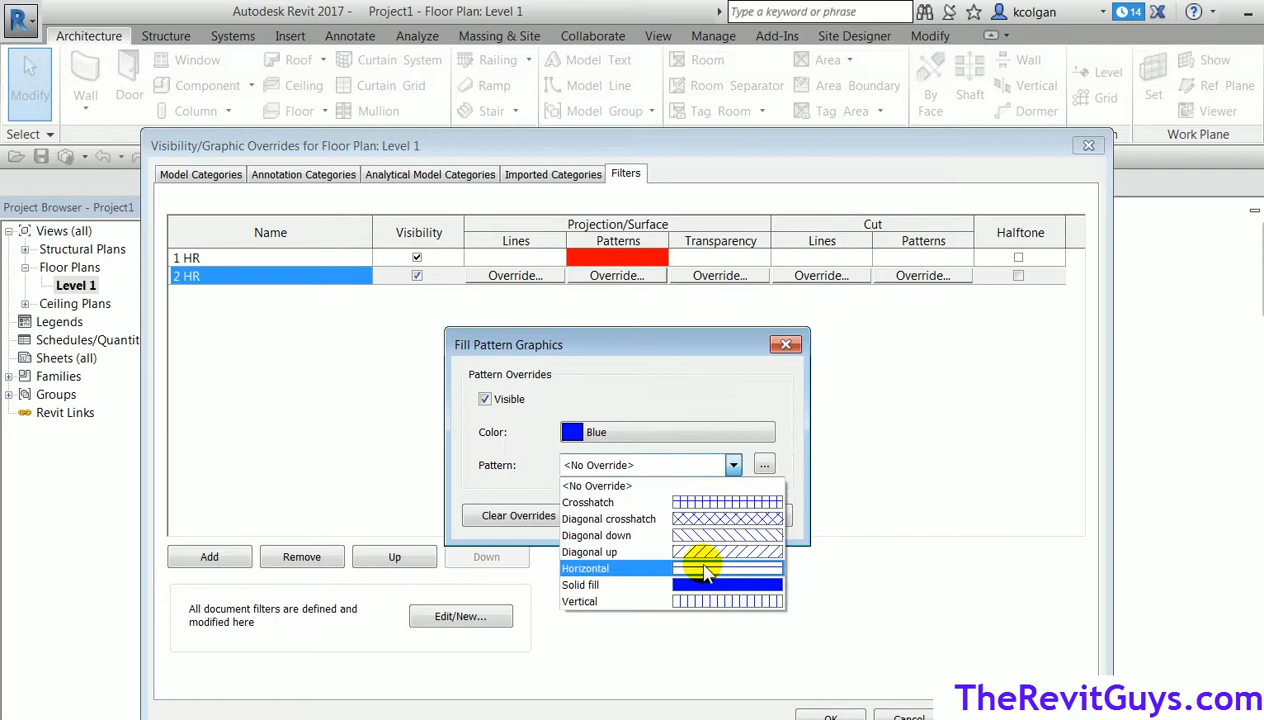 Autodesk Revit 2017 - Project1 - Floor Plan: Level 1
Type a keyword or phrase
kcolgan
14
Architecture Structure Systems Insert Annotate Analyze Massing & Site Collaborate View Manage Add-Ins Site Designer Modify
Modify
Wall
Door
Window
Component
Column
Roof
Ceiling
Floor
Curtain System
Curtain Grid
Mullion
Railing
Ramp
Stair
Model Text
Model Line
Model Group
Room
Room Separator
Tag Room
Area
Area Boundary
Tag Area
By
Face
Shaft
Wall
Vertical
Dormer
Level
Grid
Set
Show
Ref Plane
Viewer
Select
Work Plane
Visibility/Graphic Overrides for Floor Plan: Level 1
Model Categories Annotation Categories Analytical Model Categories Imported Categories Filters
Project Browser - Project1
Views (all)
Structural Plans
Floor Plans
Level 1
Ceiling Plans
Legends
Schedules/Quantit
Sheets (all)
Families
Groups
Revit Links
Name Visibility Projection/Surface Cut Halftone
Lines Patterns Transparency Lines Patterns
1 HR
2 HR Override... Override... Override... Override... Override...
Fill Pattern Graphics
Pattern Overrides
Visible
Color: Blue
Pattern: <No Override> ...
<No Override>
Crosshatch
Diagonal crosshatch
Diagonal down
Diagonal up
Horizontal
Solid fill
Vertical
Clear Overrides
Add Remove Up Down
All document filters are defined and
modified here
Edit/New...
OK Cancel
TheRevitGuys.com